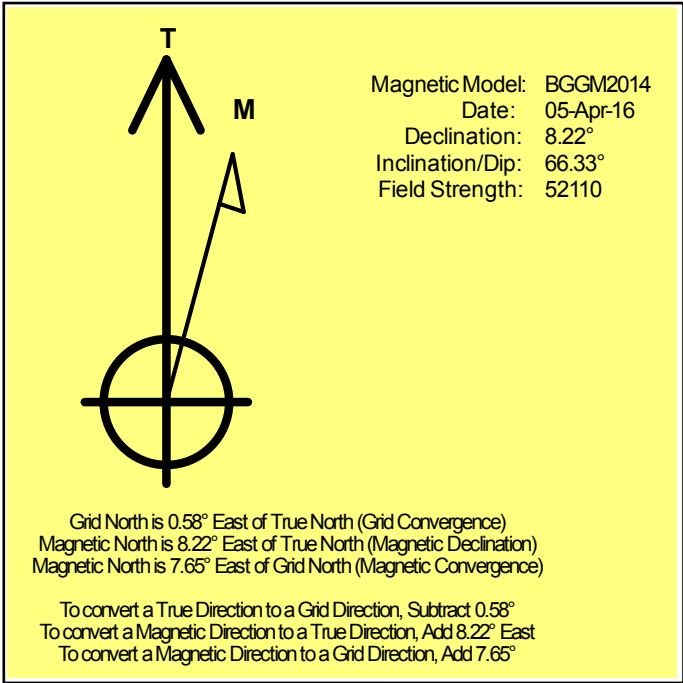 T
M
Magnetic Model: BGGM2014
Date: 05-Apr-16
Declination: 8.22°
Inclination/Dip: 66.33°
Field Strength: 52110
Grid North is 0.58° East of True North (Grid Convergence)
Magnetic North is 8.22° East of True North (Magnetic Declination)
Magnetic North is 7.65° East of Grid North (Magnetic Convergence)
To convert a True Direction to a Grid Direction, Subtract 0.58°
To convert a Magnetic Direction to a True Direction, Add 8.22° East
To convert a Magnetic Direction to a Grid Direction, Add 7.65°